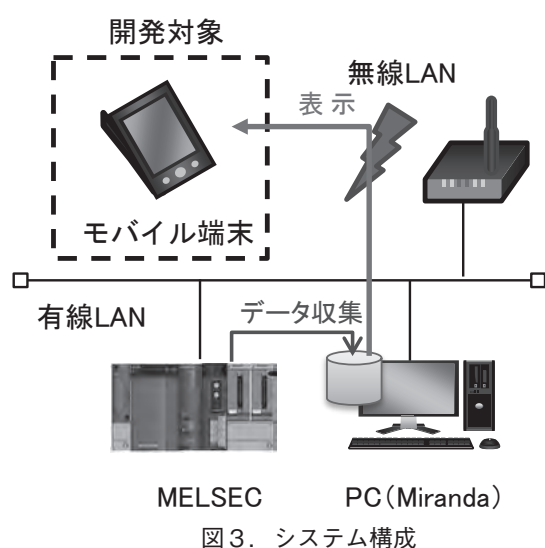 開発対象
無線LAN
表示
モバイル端末
有線LAN
データ収集
MELSEC
PC(Miranda)
図3. システム構成